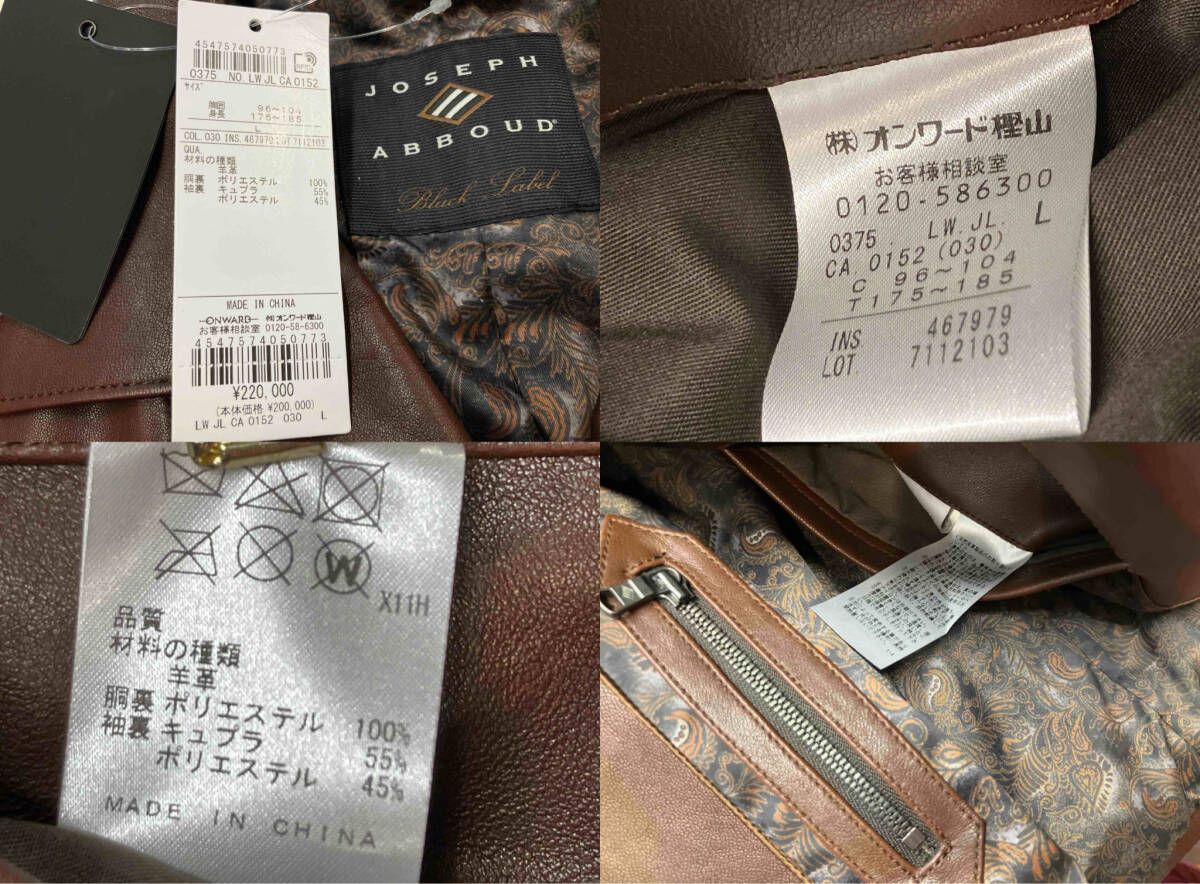 4547574050773
0375 NO. LW JL CA 0152
サイズ
胸囲 96~104
身長 175~185
L
COL. 030 INS. 467979 LOT 7112103
QUA.
材料の種類
羊革
胴裏 ポリエステル 100%
袖裏 キュプラ 55%
ポリエステル 45%
MADE IN CHINA
ONWARD ㈱オンワード樫山
お客様相談室 0120-58-6300
4547574050773
¥220,000
(本体価格 ¥200,000)
LW JL CA 0152 030 L
JOSEPH
ABBOUD®
Black Label
㈱オンワード樫山
お客様相談室
0120-586300
0375. LW. JL. L
CA 0152 (030)
C 96~104
T 175~185
INS 467979
LOT. 7112103
W
X11H
品質
材料の種類
羊革
胴裏 ポリエステル 100%
袖裏 キュプラ 55%
ポリエステル 45%
MADE IN CHINA